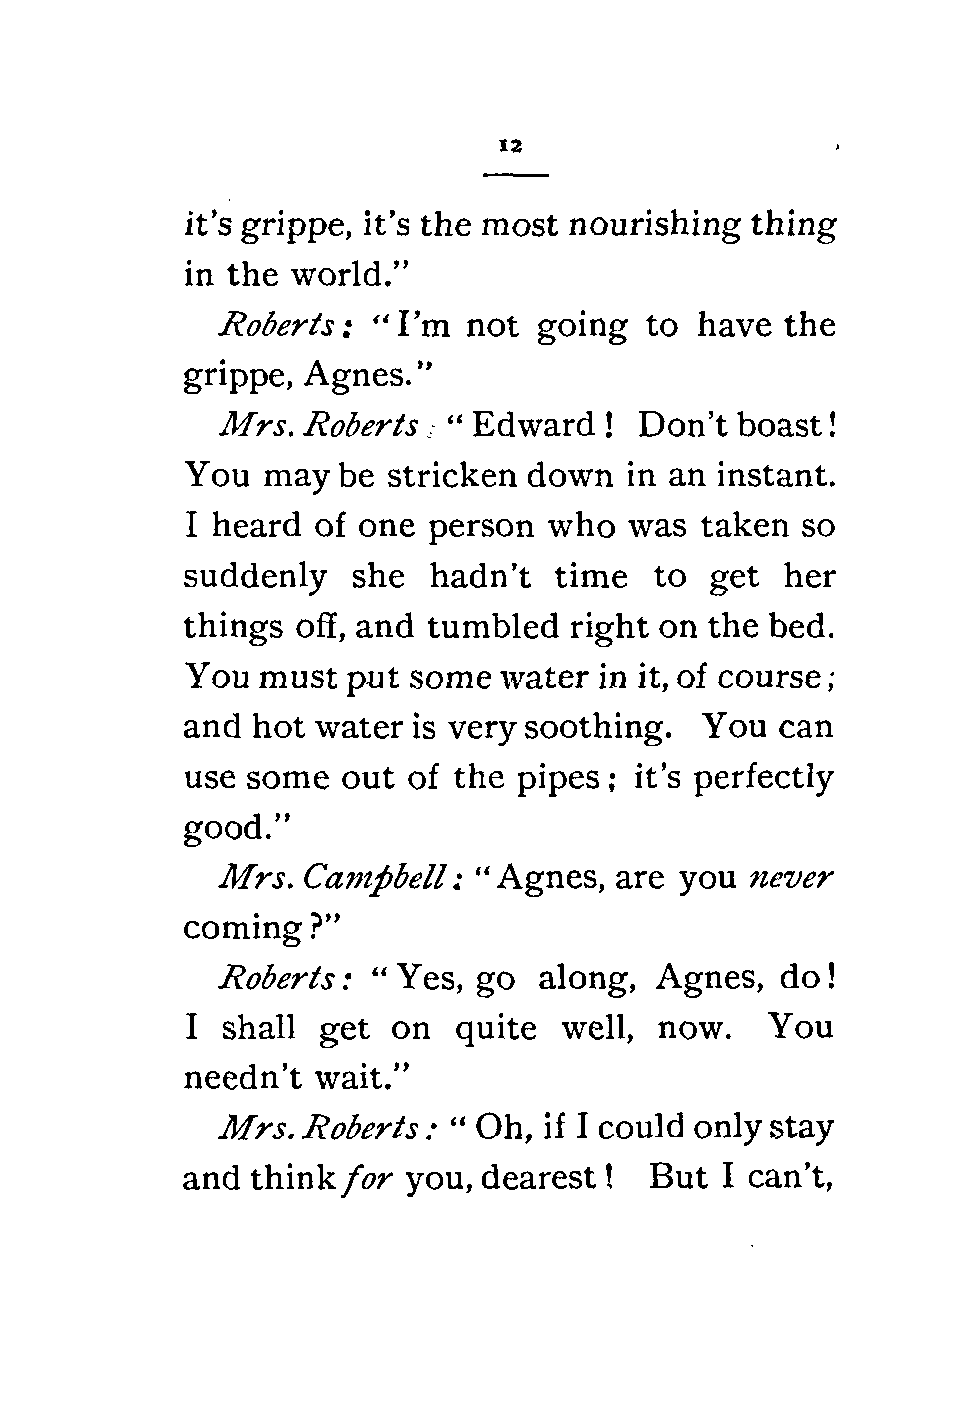 12
it's grippe, it's the most nourishing thing
in the world."
Roberts: "I'm not going to have the
grippe, Agnes."
Mrs. Roberts: "Edward! Don't boast!
You may be stricken down in an instant.
I heard of one person who was taken so
suddenly she hadn't time to get her
things off, and tumbled right on the bed.
You must put some water in it, of course;
and hot water is very soothing. You can
use some out of the pipes; it's perfectly
good."
Mrs. Campbell: "Agnes, are you never
coming?"
Roberts: "Yes, go along, Agnes, do!
I shall get on quite well, now. You
needn't wait."
Mrs. Roberts: "Oh, if I could only stay
and think for you, dearest! But I can't,